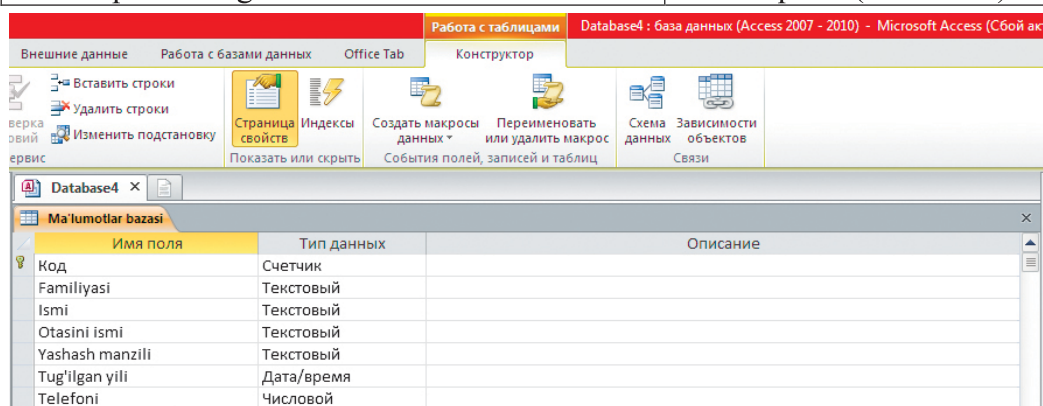 Работа с таблицами Database4 : база данных (Access 2007 - 2010) - Microsoft Access (Сбой ак
Внешние данные Работа с базами данных Office Tab Конструктор
Вставить строки
Удалить строки
Изменить подстановку
Страница свойств
Индексы
Создать макросы данных
Переименовать или удалить макрос
Схема данных
Зависимости объектов
Показать или скрыть События полей, записей и таблиц Связи
Database4
Ma'lumotlar bazasi
Имя поля Тип данных Описание
Код Счетчик
Familiyasi Текстовый
Ismi Текстовый
Otasini ismi Текстовый
Yashash manzili Текстовый
Tug'ilgan yili Дата/время
Telefoni Числовой